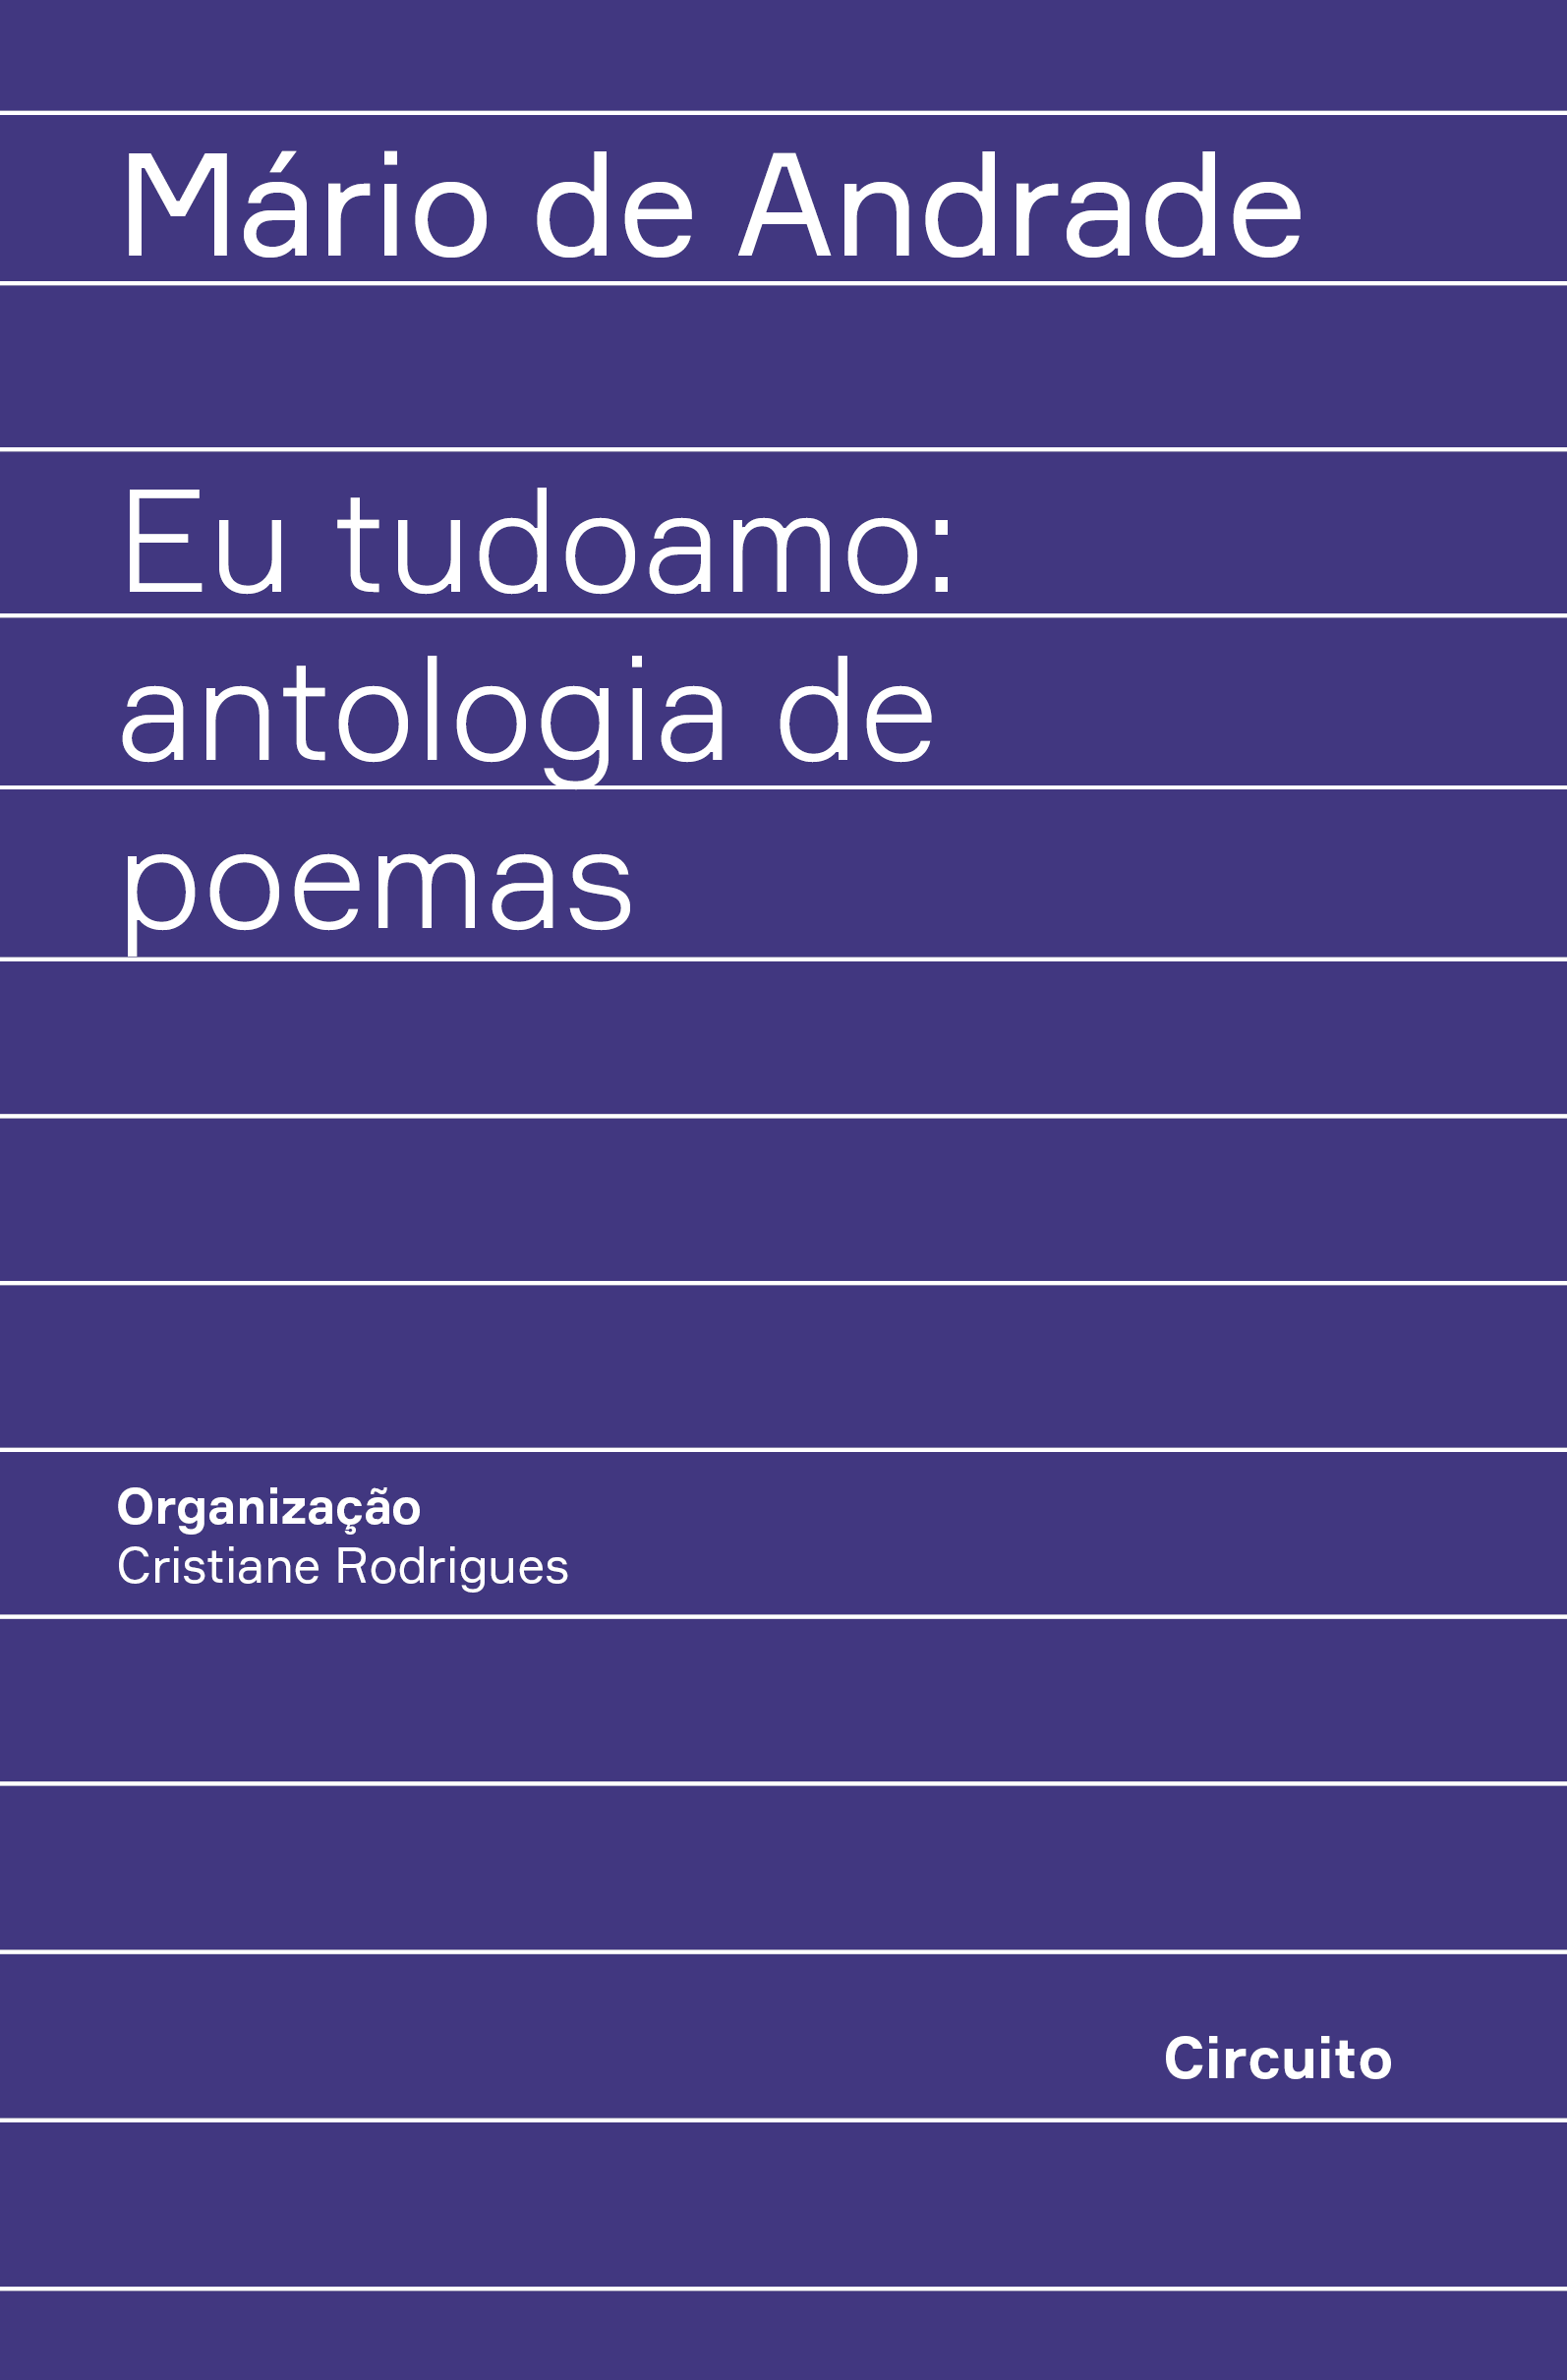 Mário de Andrade
Eu tudoamo:
antologia de
poemas
Organização
Cristiane Rodrigues
Circuito